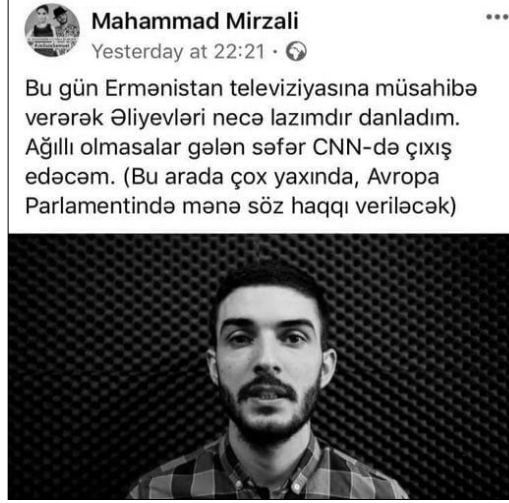 Mahammad Mirzali
Yesterday at 22:21 ·
Bu gün Ermənistan televiziyasına müsahibə
verərək Əliyevləri necə lazımdır danladım.
Ağıllı olmasalar gələn səfər CNN-də çıxış
edəcəm. (Bu arada çox yaxında, Avropa
Parlamentində mənə söz haqqı veriləcək)